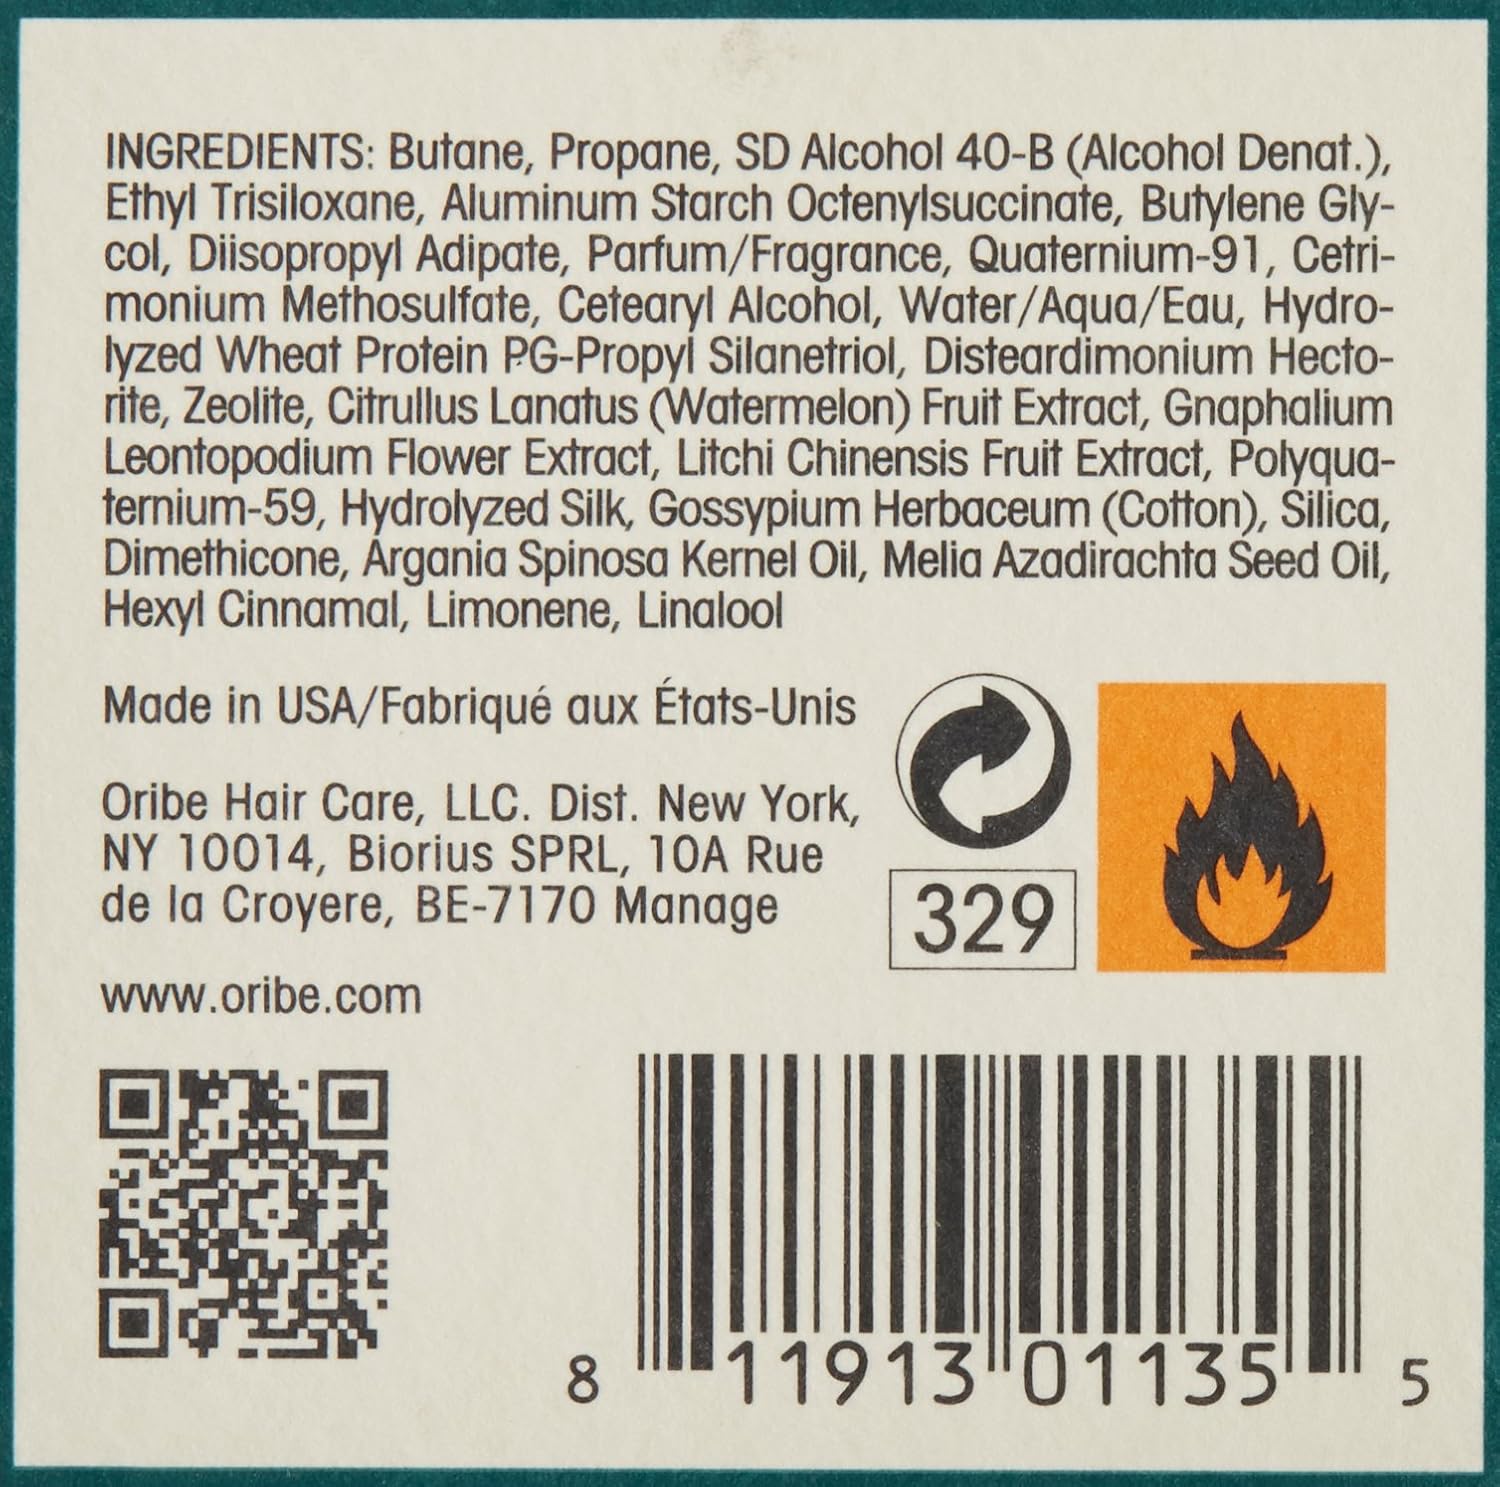 INGREDIENTS: Butane, Propane, SD Alcohol 40-B (Alcohol Denat.),
Ethyl Trisiloxane, Aluminum Starch Octenylsuccinate, Butylene Gly-
col, Diisopropyl Adipate, Parfum/Fragrance, Quaternium-91, Cetri-
monium Methosulfate, Cetearyl Alcohol, Water/Aqua/Eau, Hydro-
lyzed Wheat Protein PG-Propyl Silanetriol, Disteardimonium Hecto-
rite, Zeolite, Citrullus Lanatus (Watermelon) Fruit Extract, Gnaphalium
Leontopodium Flower Extract, Litchi Chinensis Fruit Extract, Polyqua-
ternium-59, Hydrolyzed Silk, Gossypium Herbaceum (Cotton), Silica,
Dimethicone, Argania Spinosa Kernel Oil, Melia Azadirachta Seed Oil,
Hexyl Cinnamal, Limonene, Linalool
Made in USA/Fabriqué aux États-Unis
Oribe Hair Care, LLC. Dist. New York,
NY 10014, Biorius SPRL, 10A Rue
de la Croyere, BE-7170 Manage
329
www.oribe.com
8 11913 01135 5